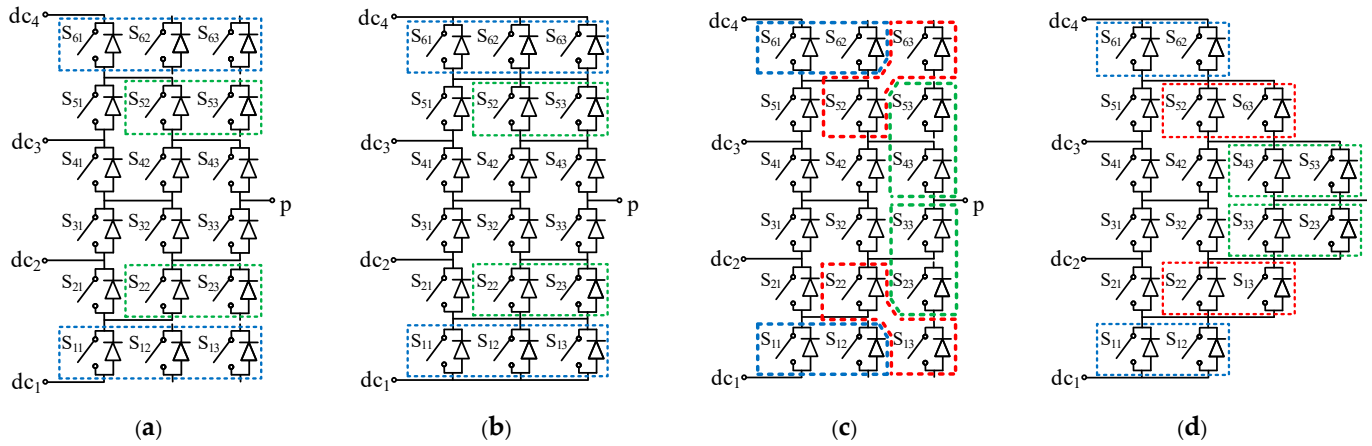 dc4 S61 S62 S63 dc4 S61 S62 S63 dc4 S61 S62 S63 dc4 S61 S62
S51 S52 S53 S51 S52 S53 S51 S52 S53 S51 S52 S63
dc3 dc3 dc3 dc3
S41 S42 S43 S41 S42 S43 S41 S42 S43 S41 S42 S43 S53
p p p
S31 S32 S33 S31 S32 S33 S31 S32 S33 S31 S32 S33 S23
dc2 dc2 dc2 dc2
S21 S22 S23 S21 S22 S23 S21 S22 S23 S21 S22 S13
S11 S12 S13 S11 S12 S13 S11 S12 S13 S11 S12
dc1 dc1 dc1 dc1
(a) (b) (c) (d)